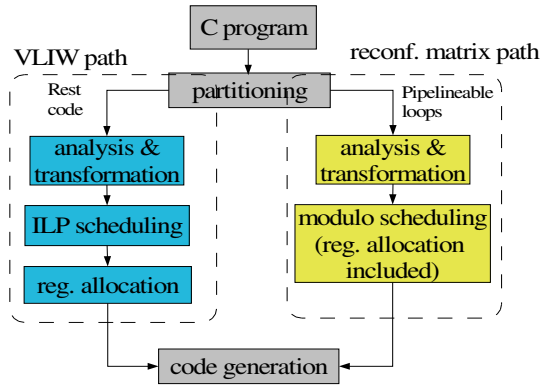 C program
VLIW path
reconf. matrix path
partitioning
Rest
code
Pipelineable
loops
analysis &
transformation
ILP scheduling
reg. allocation
analysis &
transformation
modulo scheduling
(reg. allocation
included)
code generation